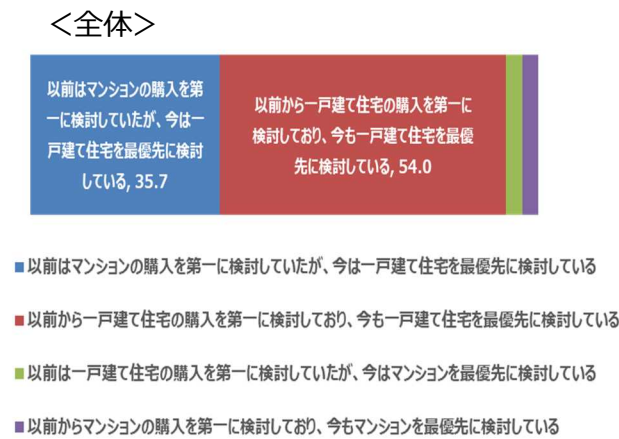 ＜全体＞
以前はマンションの購入を第
一に検討していたが、今は一
戸建て住宅を最優先に検討
している, 35.7
以前から一戸建て住宅の購入を第一に
検討しており、今も一戸建て住宅を最優
先に検討している, 54.0
以前はマンションの購入を第一に検討していたが、今は一戸建て住宅を最優先に検討している
以前から一戸建て住宅の購入を第一に検討しており、今も一戸建て住宅を最優先に検討している
以前は一戸建て住宅の購入を第一に検討していたが、今はマンションを最優先に検討している
以前からマンションの購入を第一に検討しており、今もマンションを最優先に検討している